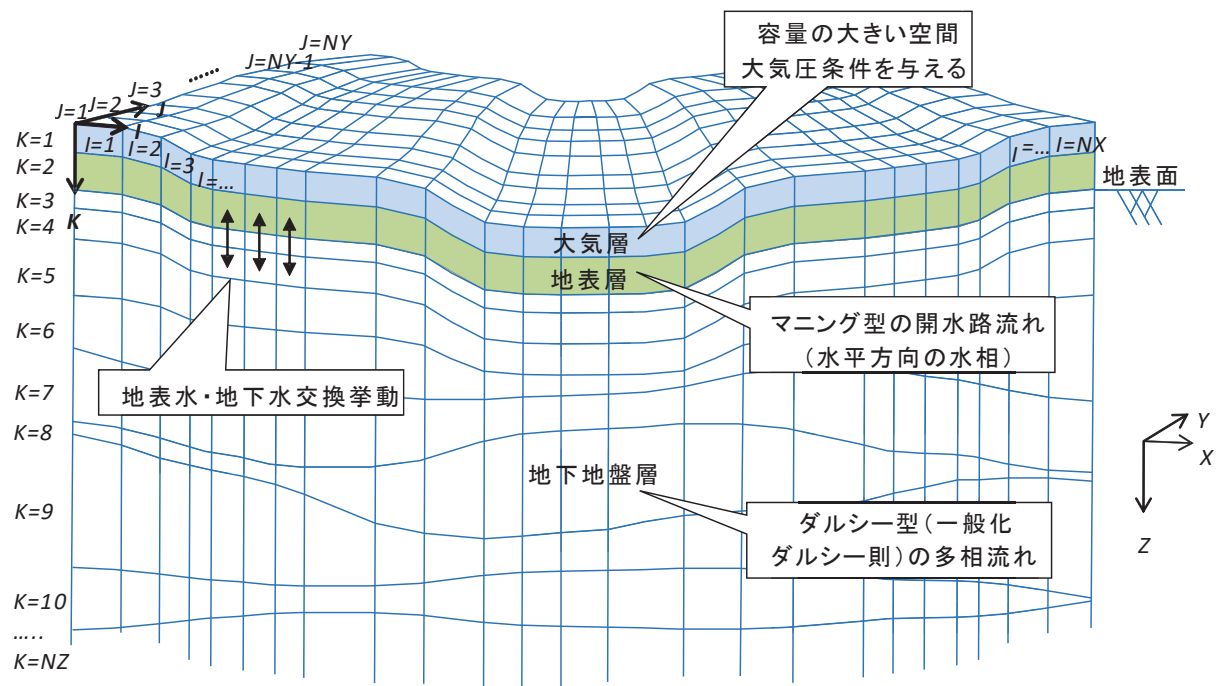 J=NY
J=NY-1
......
J=3
J=2
J=1
J
I
K=1
K=2
K=3
K
K=4
K=5
K=6
K=7
K=8
K=9
K=10
.....
K=NZ
I=1
I=2
I=3
I=...
I=...
I=NX
容量の大きい空間
大気圧条件を与える
地表面
大気層
地表層
マニング型の開水路流れ
(水平方向の水相)
地表水・地下水交換挙動
地下地盤層
ダルシー型(一般化
ダルシー則)の多相流れ
Y
X
Z